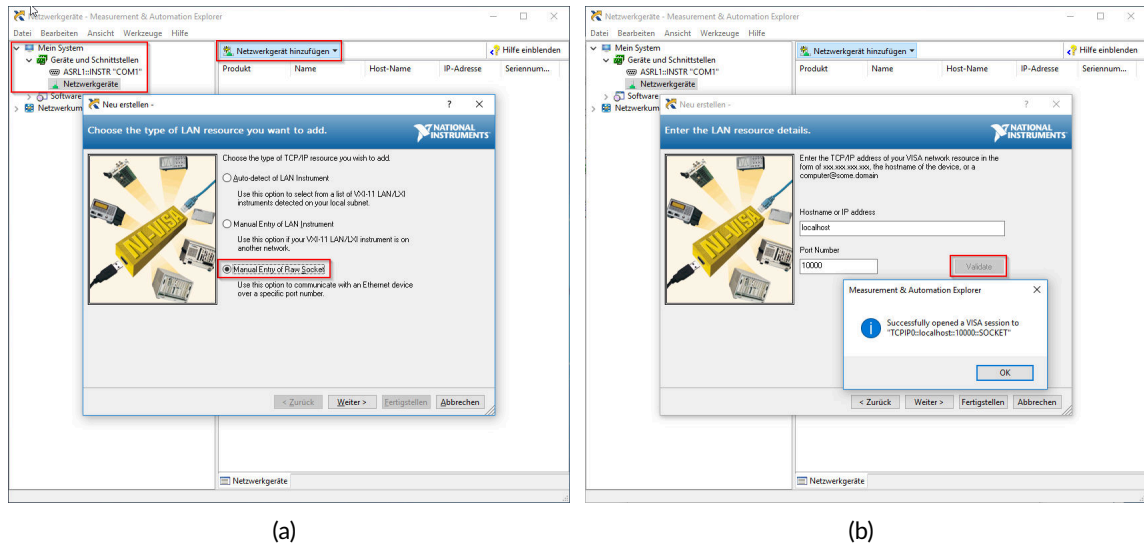 Netzwerkgeräte - Measurement & Automation Explorer
Datei Bearbeiten Ansicht Werkzeuge Hilfe
Mein System
Geräte und Schnittstellen
ASRL1::INSTR "COM1"
Netzwerkgeräte
Software
Netzwerkum
Netzwerkgerät hinzufügen
Hilfe einblenden
Produkt Name Host-Name IP-Adresse Seriennum...
Neu erstellen -
Choose the type of LAN resource you want to add.
NATIONAL
INSTRUMENTS
NI-VISA
Choose the type of TCP/IP resource you wish to add.
Auto-detect of LAN Instrument
Use this option to select from a list of VXI-11 LAN/LXI
instruments detected on your local subnet.
Manual Entry of LAN Instrument
Use this option if your VXI-11 LAN/LXI instrument is on
another network.
Manual Entry of Raw Socket
Use this option to communicate with an Ethernet device
over a specific port number.
< Zurück Weiter > Fertigstellen Abbrechen
Netzwerkgeräte
(a)
Netzwerkgeräte - Measurement & Automation Explorer
Datei Bearbeiten Ansicht Werkzeuge Hilfe
Mein System
Geräte und Schnittstellen
ASRL1::INSTR "COM1"
Netzwerkgeräte
Software
Netzwerkum
Netzwerkgerät hinzufügen
Hilfe einblenden
Produkt Name Host-Name IP-Adresse Seriennum...
Neu erstellen -
Enter the LAN resource details.
NATIONAL
INSTRUMENTS
NI-VISA
Enter the TCP/IP address of your VISA network resource in the
form of xxx.xxx.xxx.xxx, the hostname of the device, or a
computer@some.domain
Hostname or IP address
localhost
Port Number
10000
Validate
Measurement & Automation Explorer
Successfully opened a VISA session to
"TCPIP0::localhost::10000::SOCKET"
OK
< Zurück Weiter > Fertigstellen Abbrechen
Netzwerkgeräte
(b)